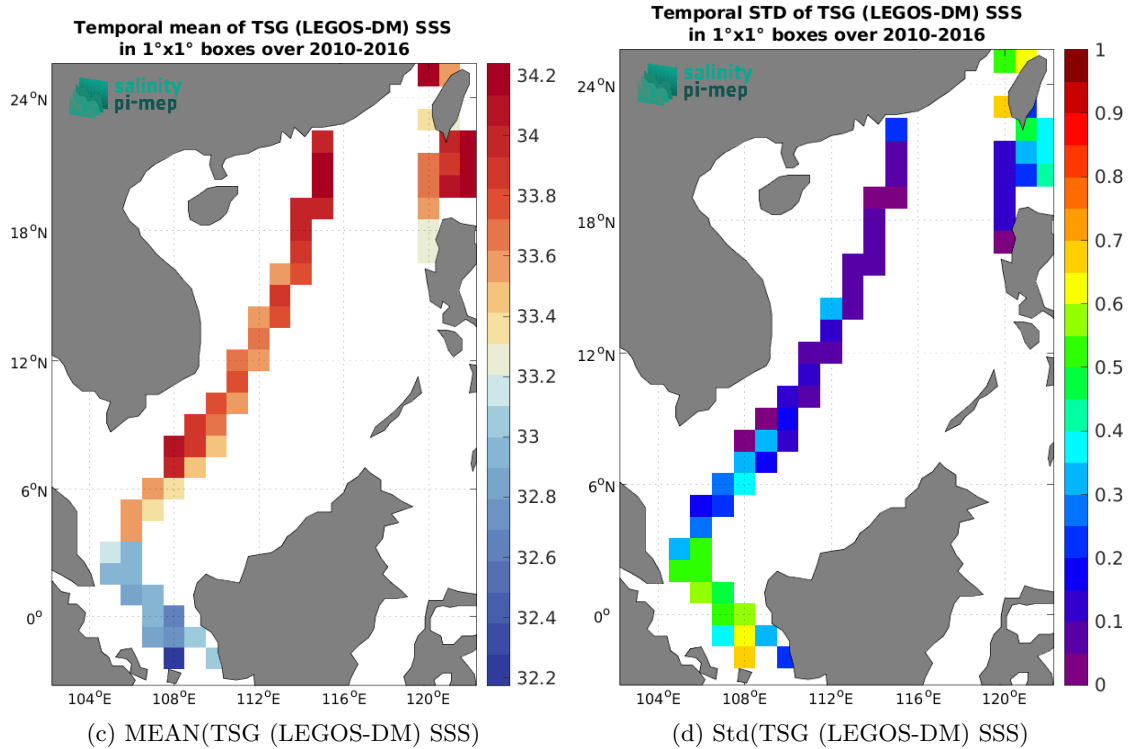 Temporal mean of TSG (LEGOS-DM) SSS
in 1°x1° boxes over 2010-2016
salinity
pi-mep
24°N
18°N
12°N
6°N
0°
104°E
108°E
112°E
116°E
120°E
34.2
34
33.8
33.6
33.4
33.2
33
32.8
32.6
32.4
32.2
(c) MEAN(TSG (LEGOS-DM) SSS)
Temporal STD of TSG (LEGOS-DM) SSS
in 1°x1° boxes over 2010-2016
salinity
pi-mep
24°N
18°N
12°N
6°N
0°
104°E
108°E
112°E
116°E
120°E
1
0.9
0.8
0.7
0.6
0.5
0.4
0.3
0.2
0.1
0
(d) Std(TSG (LEGOS-DM) SSS)